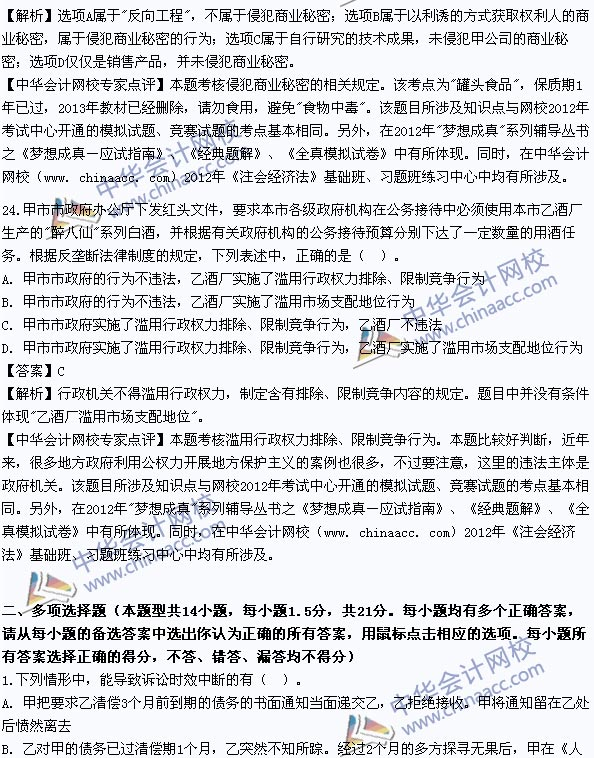 【解析】选项A属于"反向工程"，不属于侵犯商业秘密；选项B属于以利诱的方式获取权利人的商
业秘密，属于侵犯商业秘密的行为；选项C属于自行研究的技术成果，未侵犯甲公司的商业秘
密；选项D仅仅是销售产品，并未侵犯商业秘密。
【中华会计网校专家点评】本题考核侵犯商业秘密的相关规定。该考点为"罐头食品"，保质期1
年已过，2013年教材已经删除，请勿食用，避免"食物中毒"。该题目所涉及知识点与网校2012年
考试中心开通的模拟试题、竞赛试题的考点基本相同。另外，在2012年"梦想成真"系列辅导丛书
之《梦想成真—应试指南》、《经典题解》、《全真模拟试卷》中有所体现。同时，在中华会计
网校（www. chinaacc. com）2012年《注会经济法》基础班、习题班练习中心中均有所涉及。
24.甲市市政府办公厅下发红头文件，要求本市各级政府机构在公务接待中必须使用本市乙酒厂
生产的"醉八仙"系列白酒，并根据有关政府机构的公务接待预算分别下达了一定数量的用酒任
务。根据反垄断法律制度的规定，下列表述中，正确的是（ ）。
A. 甲市市政府的行为不违法，乙酒厂实施了滥用行政权力排除、限制竞争行为
B. 甲市市政府的行为不违法，乙酒厂实施了滥用市场支配地位行为
C. 甲市市政府实施了滥用行政权力排除、限制竞争行为，乙酒厂不违法
D. 甲市市政府实施了滥用行政权力排除、限制竞争行为，乙酒厂实施了滥用市场支配地位行为
【答案】C
【解析】行政机关不得滥用行政权力，制定含有排除、限制竞争内容的规定。题目中并没有条件
体现"乙酒厂滥用市场支配地位"。
【中华会计网校专家点评】本题考核滥用行政权力排除、限制竞争行为。本题比较好判断，近年
来，很多地方政府利用公权力开展地方保护主义的案例也很多，不过要注意，这里的违法主体是
政府机关。该题目所涉及知识点与网校2012年考试中心开通的模拟试题、竞赛试题的考点基本相
同。另外，在2012年"梦想成真"系列辅导丛书之《梦想成真—应试指南》、《经典题解》、《全
真模拟试卷》中有所体现。同时，在中华会计网校（www. chinaacc. com）2012年《注会经济
法》基础班、习题班练习中心中均有所涉及。
二、多项选择题（本题型共14小题，每小题1.5分，共21分。每小题均有多个正确答案，
请从每小题的备选答案中选出你认为正确的所有答案，用鼠标点击相应的选项。每小题所
有答案选择正确的得分，不答、错答、漏答均不得分）
1.下列情形中，能导致诉讼时效中断的有（ ）。
A. 甲把要求乙清偿3个月前到期的债务的书面通知当面递交乙，乙拒绝接收。甲将通知留在乙处
后愤然离去
B. 乙对甲的债务已过清偿期1个月，乙突然不知所踪。经过2个月的多方探寻无果后，甲在《人
中华会计网校
www.chinaacc.com
中华会计网校
www.chinaacc.com
中华会计网校
www.chinaacc.com
中华会计网校
www.chinaacc.com